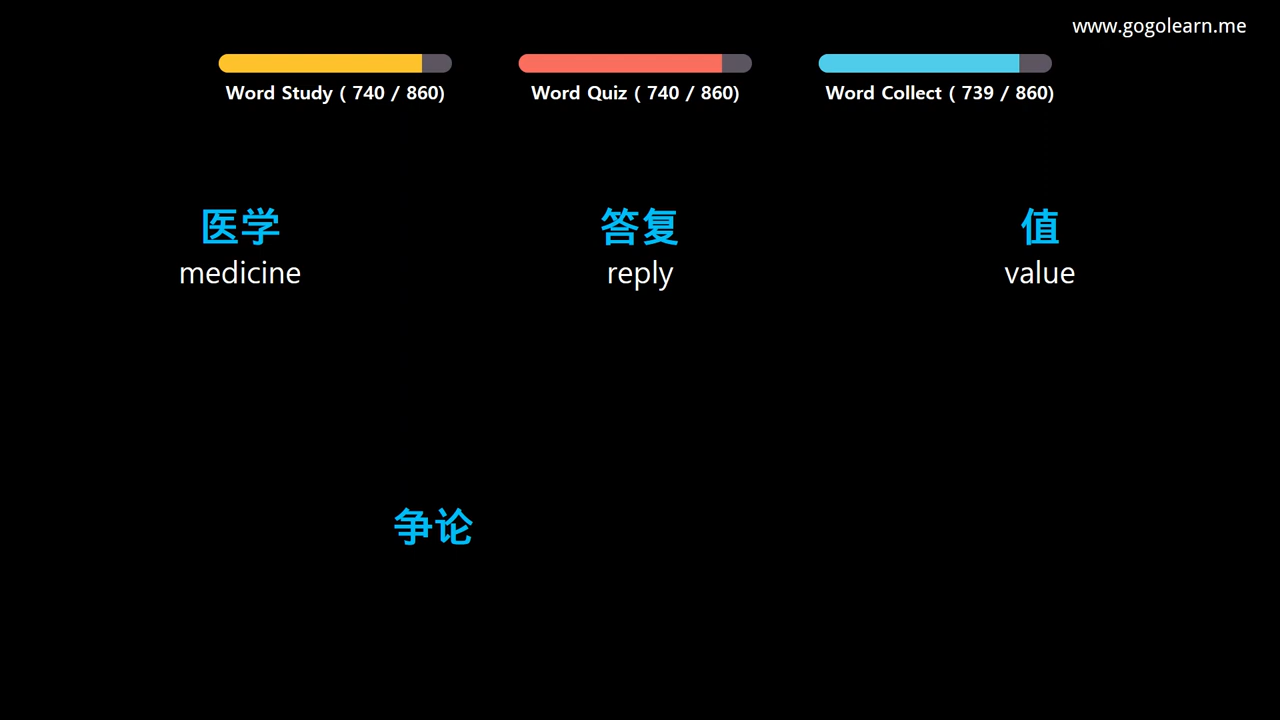 www.gogolearn.me
Word Study ( 740 / 860)
Word Quiz ( 740 / 860)
Word Collect ( 739 / 860)
医学
medicine
答复
reply
值
value
争论